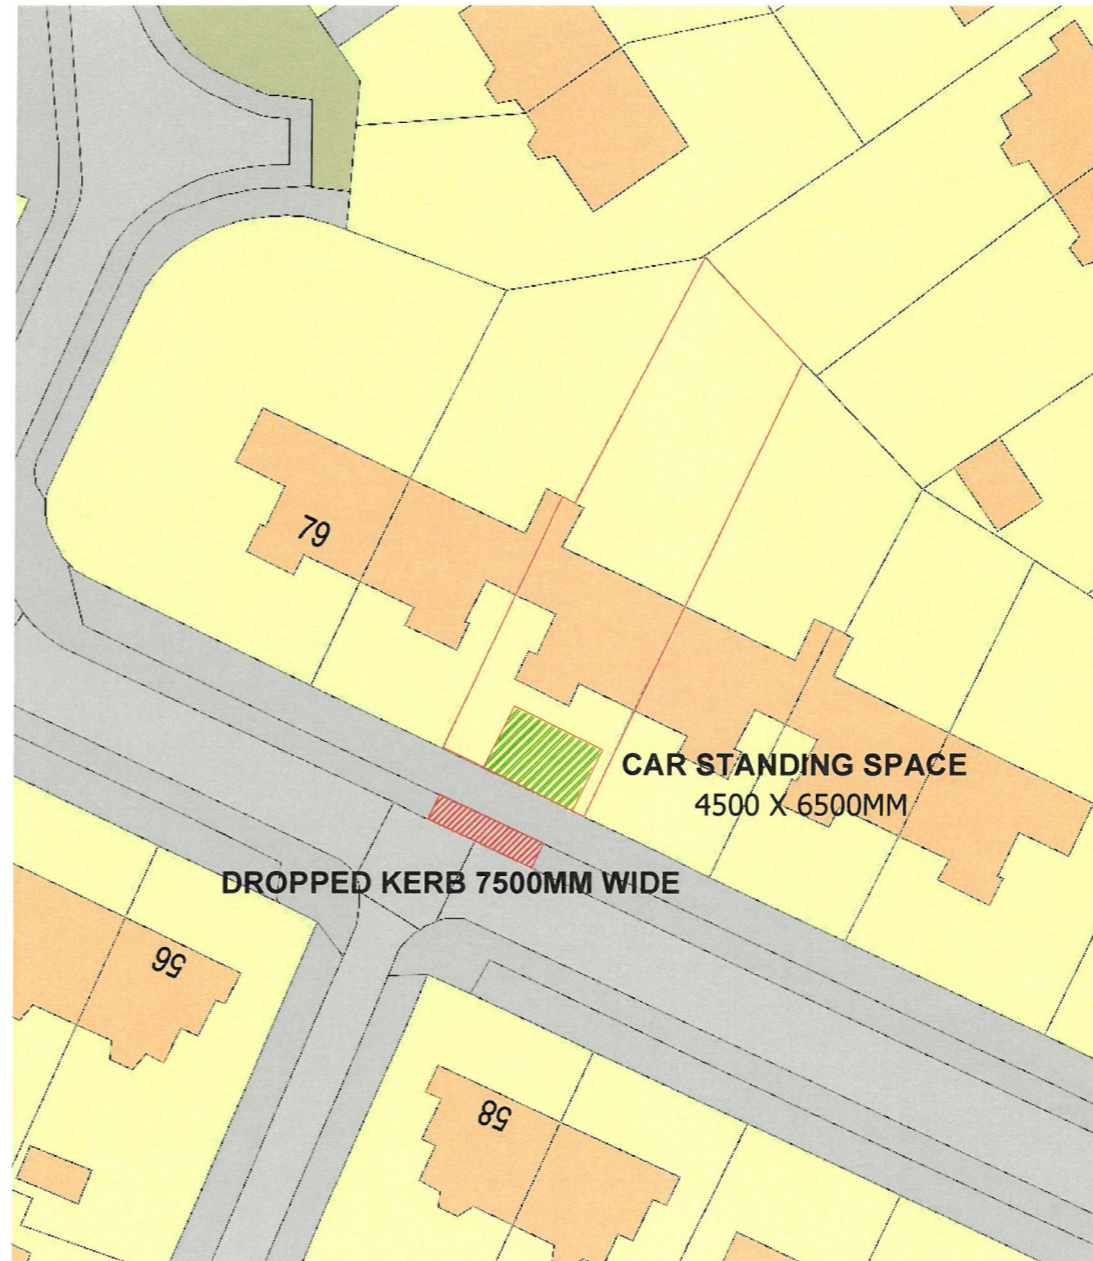 79
CAR STANDING SPACE
4500 X 6500MM
DROPPED KERB 7500MM WIDE
56
58